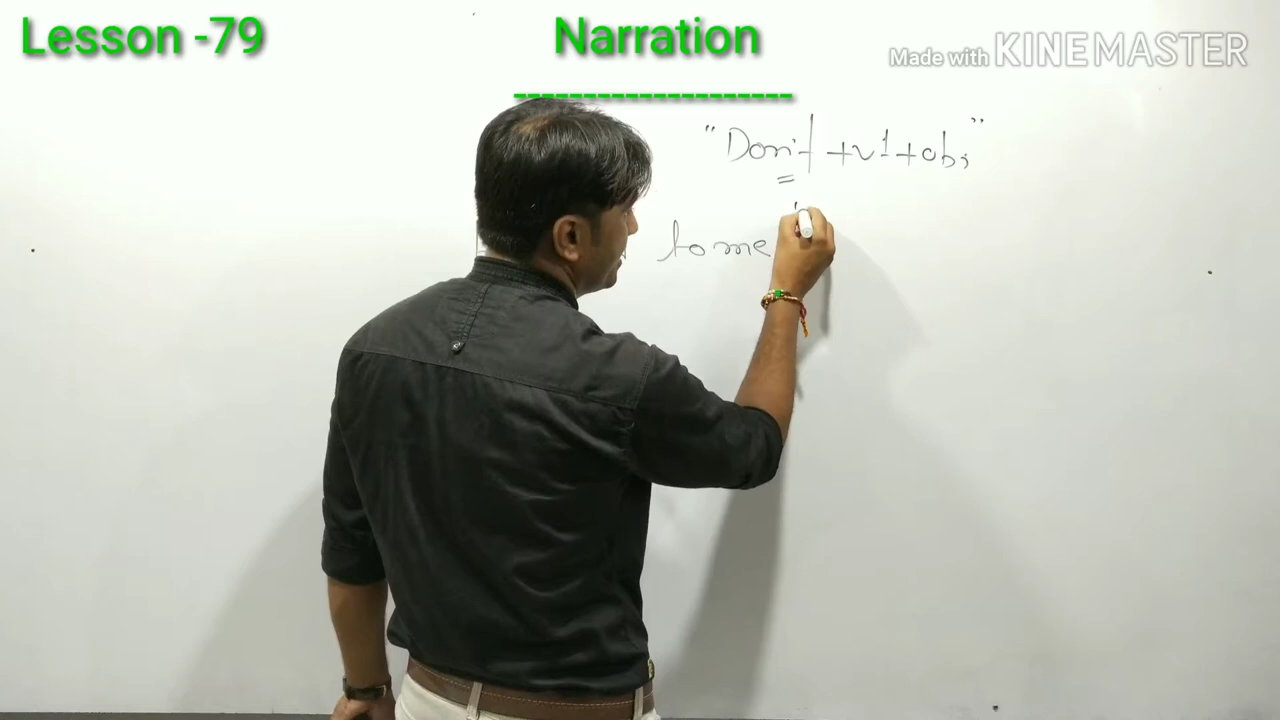 Lesson -79
Narration
Made with KINEMASTER
--------------------
"Don't +v1+obj"
to me "